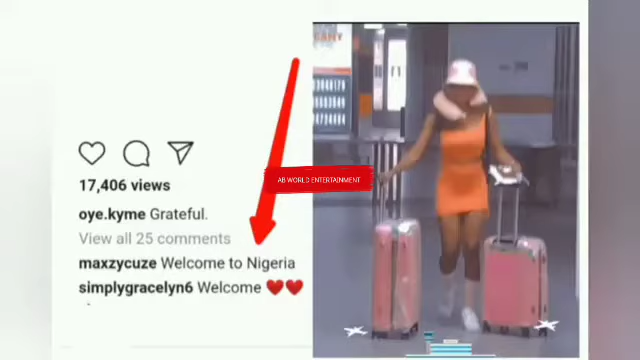 17,406 views
oye.kyme Grateful.
View all 25 comments
maxzycuze Welcome to Nigeria
simplygracelyn6 Welcome ❤️❤️
AB WORLD ENTERTAINMENT